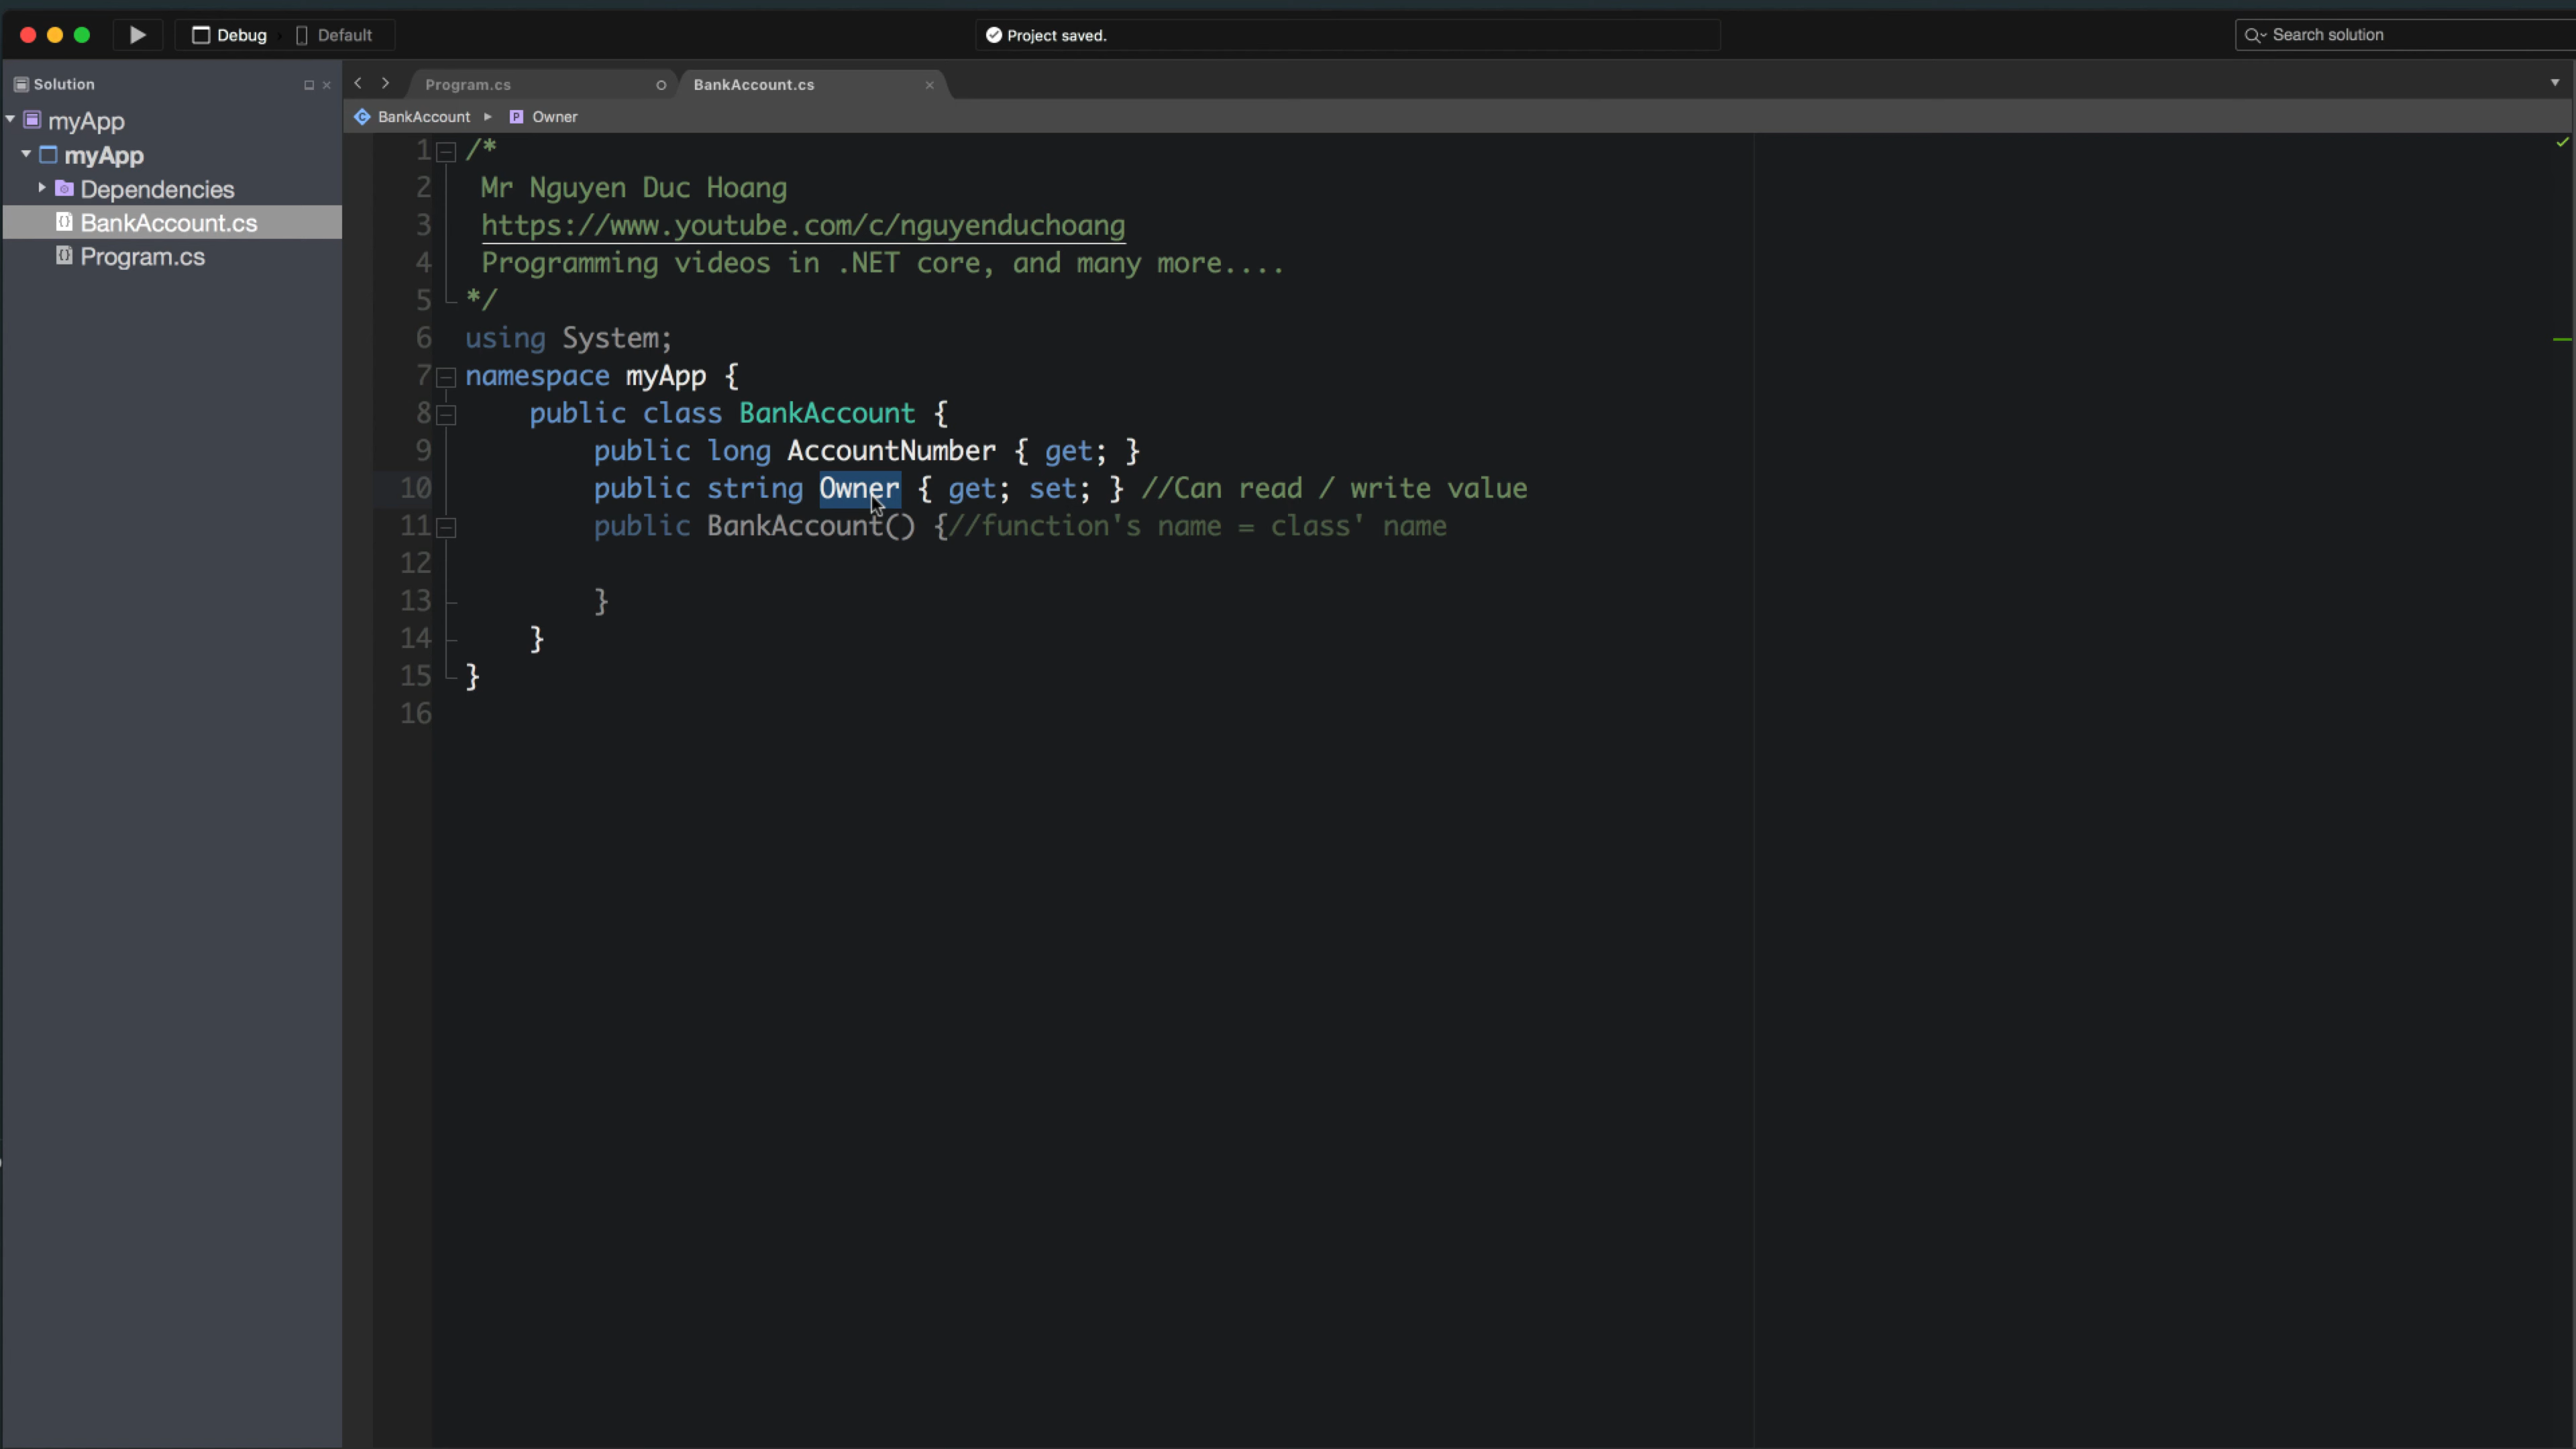 Debug
Default
Project saved.
Search solution
Solution
Program.cs
BankAccount.cs
myApp
BankAccount
Owner
myApp
Dependencies
BankAccount.cs
Program.cs
1 /*
2 Mr Nguyen Duc Hoang
3 https://www.youtube.com/c/nguyenduchoang
4 Programming videos in .NET core, and many more....
5 */
6 using System;
7 namespace myApp {
8 public class BankAccount {
9 public long AccountNumber { get; }
10 public string Owner { get; set; } //Can read / write value
11 public BankAccount() {//function's name = class' name
12
13 }
14 }
15 }
16